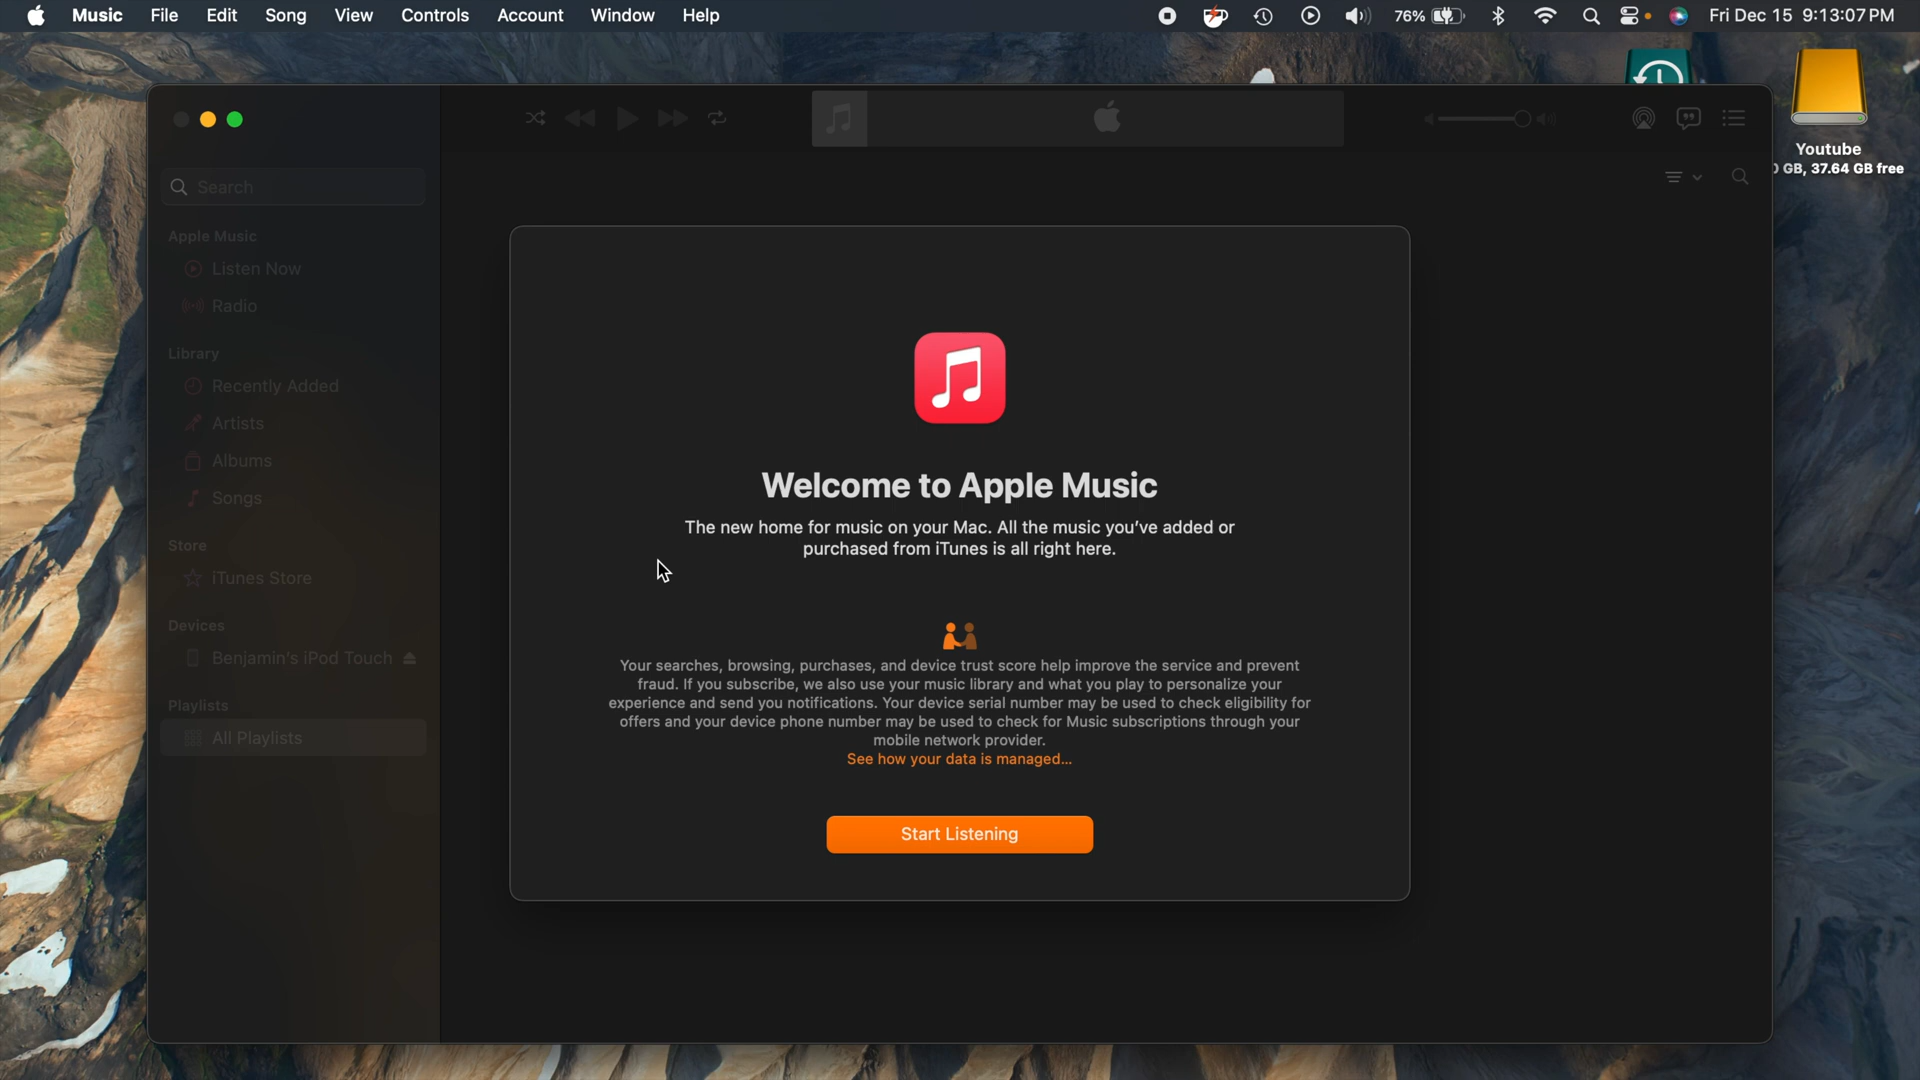 Music File Edit Song View Controls Account Window Help 76% Fri Dec 15 9:13:07 PM
Youtube
GB, 37.64 GB free
Search
Apple Music
Listen Now
Radio
Library
Recently Added
Artists
Albums
Songs
Store
iTunes Store
Devices
Benjamin's iPod Touch
Playlists
All Playlists
Welcome to Apple Music
The new home for music on your Mac. All the music you've added or
purchased from iTunes is all right here.
Your searches, browsing, purchases, and device trust score help improve the service and prevent
fraud. If you subscribe, we also use your music library and what you play to personalize your
experience and send you notifications. Your device serial number may be used to check eligibility for
offers and your device phone number may be used to check for Music subscriptions through your
mobile network provider.
See how your data is managed...
Start Listening